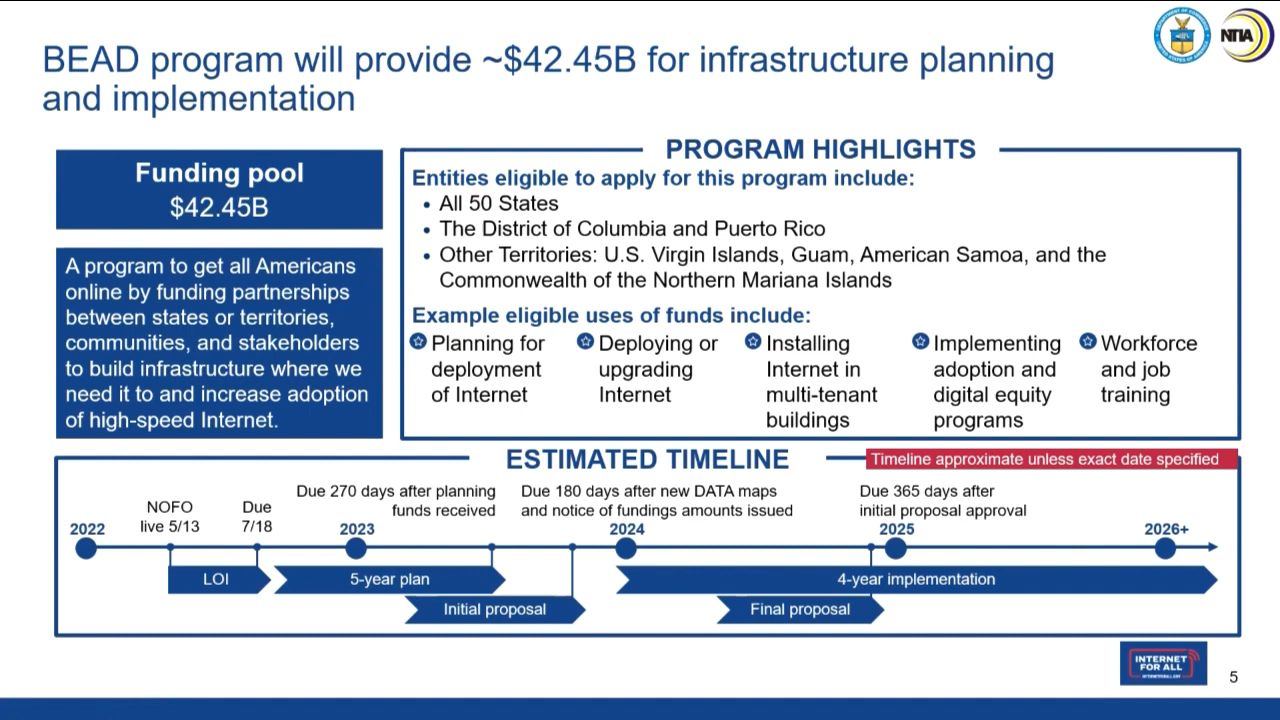 BEAD program will provide ~$42.45B for infrastructure planning
and implementation
NTIA
Funding pool
$42.45B
A program to get all Americans
online by funding partnerships
between states or territories,
communities, and stakeholders
to build infrastructure where we
need it to and increase adoption
of high-speed Internet.
PROGRAM HIGHLIGHTS
Entities eligible to apply for this program include:
• All 50 States
• The District of Columbia and Puerto Rico
• Other Territories: U.S. Virgin Islands, Guam, American Samoa, and the
Commonwealth of the Northern Mariana Islands
Example eligible uses of funds include:
Planning for
deployment
of Internet
Deploying or
upgrading
Internet
Installing
Internet in
multi-tenant
buildings
Implementing
adoption and
digital equity
programs
Workforce
and job
training
ESTIMATED TIMELINE
Timeline approximate unless exact date specified
2022
NOFO
live 5/13
Due
7/18
Due 270 days after planning
funds received
2023
Due 180 days after new DATA maps
and notice of fundings amounts issued
2024
Due 365 days after
initial proposal approval
2025
2026+
LOI
5-year plan
4-year implementation
Initial proposal
Final proposal
INTERNET
FOR ALL
5